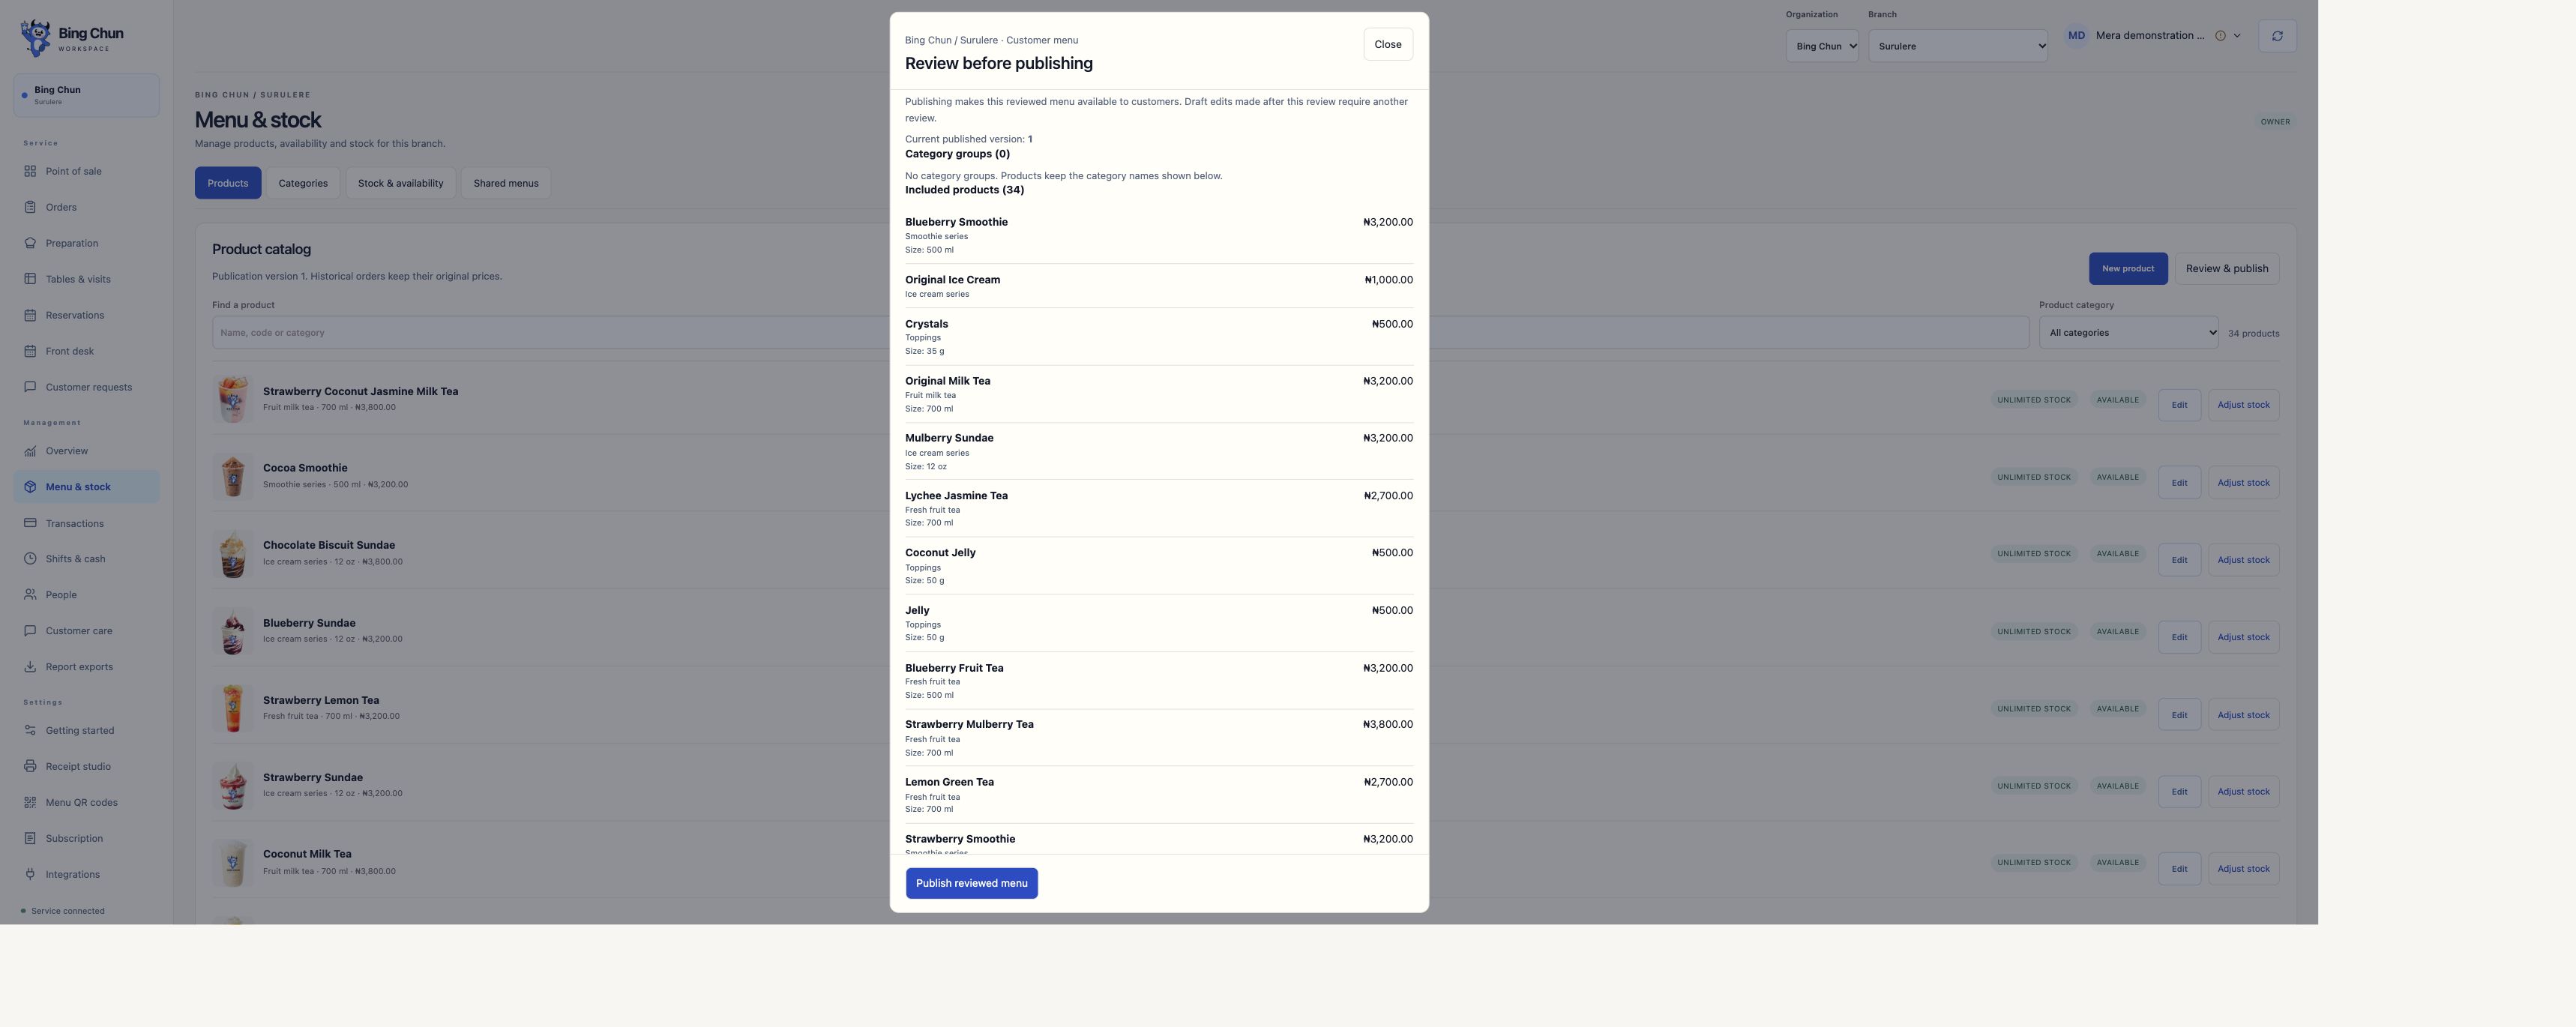 Bing Chun
WORKSPACE
Bing Chun
Surulere
Service
Point of sale
Orders
Preparation
Tables & visits
Reservations
Front desk
Customer requests
Management
Overview
Menu & stock
Transactions
Shifts & cash
People
Customer care
Report exports
Settings
Getting started
Receipt studio
Menu QR codes
Subscription
Integrations
Service connected
Organization
Bing Chun
Branch
Surulere
MD
Mera demonstration ...
BING CHUN / SURULERE
Menu & stock
Manage products, availability and stock for this branch.
OWNER
Products
Categories
Stock & availability
Shared menus
Product catalog
Publication version 1. Historical orders keep their original prices.
New product
Review & publish
Find a product
Name, code or category
Product category
All categories
34 products
Strawberry Coconut Jasmine Milk Tea
Fruit milk tea · 700 ml · ₦3,800.00
UNLIMITED STOCK
AVAILABLE
Edit
Adjust stock
Cocoa Smoothie
Smoothie series · 500 ml · ₦3,200.00
UNLIMITED STOCK
AVAILABLE
Edit
Adjust stock
Chocolate Biscuit Sundae
Ice cream series · 12 oz · ₦3,800.00
UNLIMITED STOCK
AVAILABLE
Edit
Adjust stock
Blueberry Sundae
Ice cream series · 12 oz · ₦3,200.00
UNLIMITED STOCK
AVAILABLE
Edit
Adjust stock
Strawberry Lemon Tea
Fresh fruit tea · 700 ml · ₦3,200.00
UNLIMITED STOCK
AVAILABLE
Edit
Adjust stock
Strawberry Sundae
Ice cream series · 12 oz · ₦3,200.00
UNLIMITED STOCK
AVAILABLE
Edit
Adjust stock
Coconut Milk Tea
Fruit milk tea · 700 ml · ₦3,800.00
UNLIMITED STOCK
AVAILABLE
Edit
Adjust stock
Bing Chun / Surulere · Customer menu
Review before publishing
Close
Publishing makes this reviewed menu available to customers. Draft edits made after this review require another
review.
Current published version: 1
Category groups (0)
No category groups. Products keep the category names shown below.
Included products (34)
Blueberry Smoothie
₦3,200.00
Smoothie series
Size: 500 ml
Original Ice Cream
₦1,000.00
Ice cream series
Crystals
₦500.00
Toppings
Size: 35 g
Original Milk Tea
₦3,200.00
Fruit milk tea
Size: 700 ml
Mulberry Sundae
₦3,200.00
Ice cream series
Size: 12 oz
Lychee Jasmine Tea
₦2,700.00
Fresh fruit tea
Size: 700 ml
Coconut Jelly
₦500.00
Toppings
Size: 50 g
Jelly
₦500.00
Toppings
Size: 50 g
Blueberry Fruit Tea
₦3,200.00
Fresh fruit tea
Size: 500 ml
Strawberry Mulberry Tea
₦3,800.00
Fresh fruit tea
Size: 700 ml
Lemon Green Tea
₦2,700.00
Fresh fruit tea
Size: 700 ml
Strawberry Smoothie
₦3,200.00
Smoothie series
Publish reviewed menu